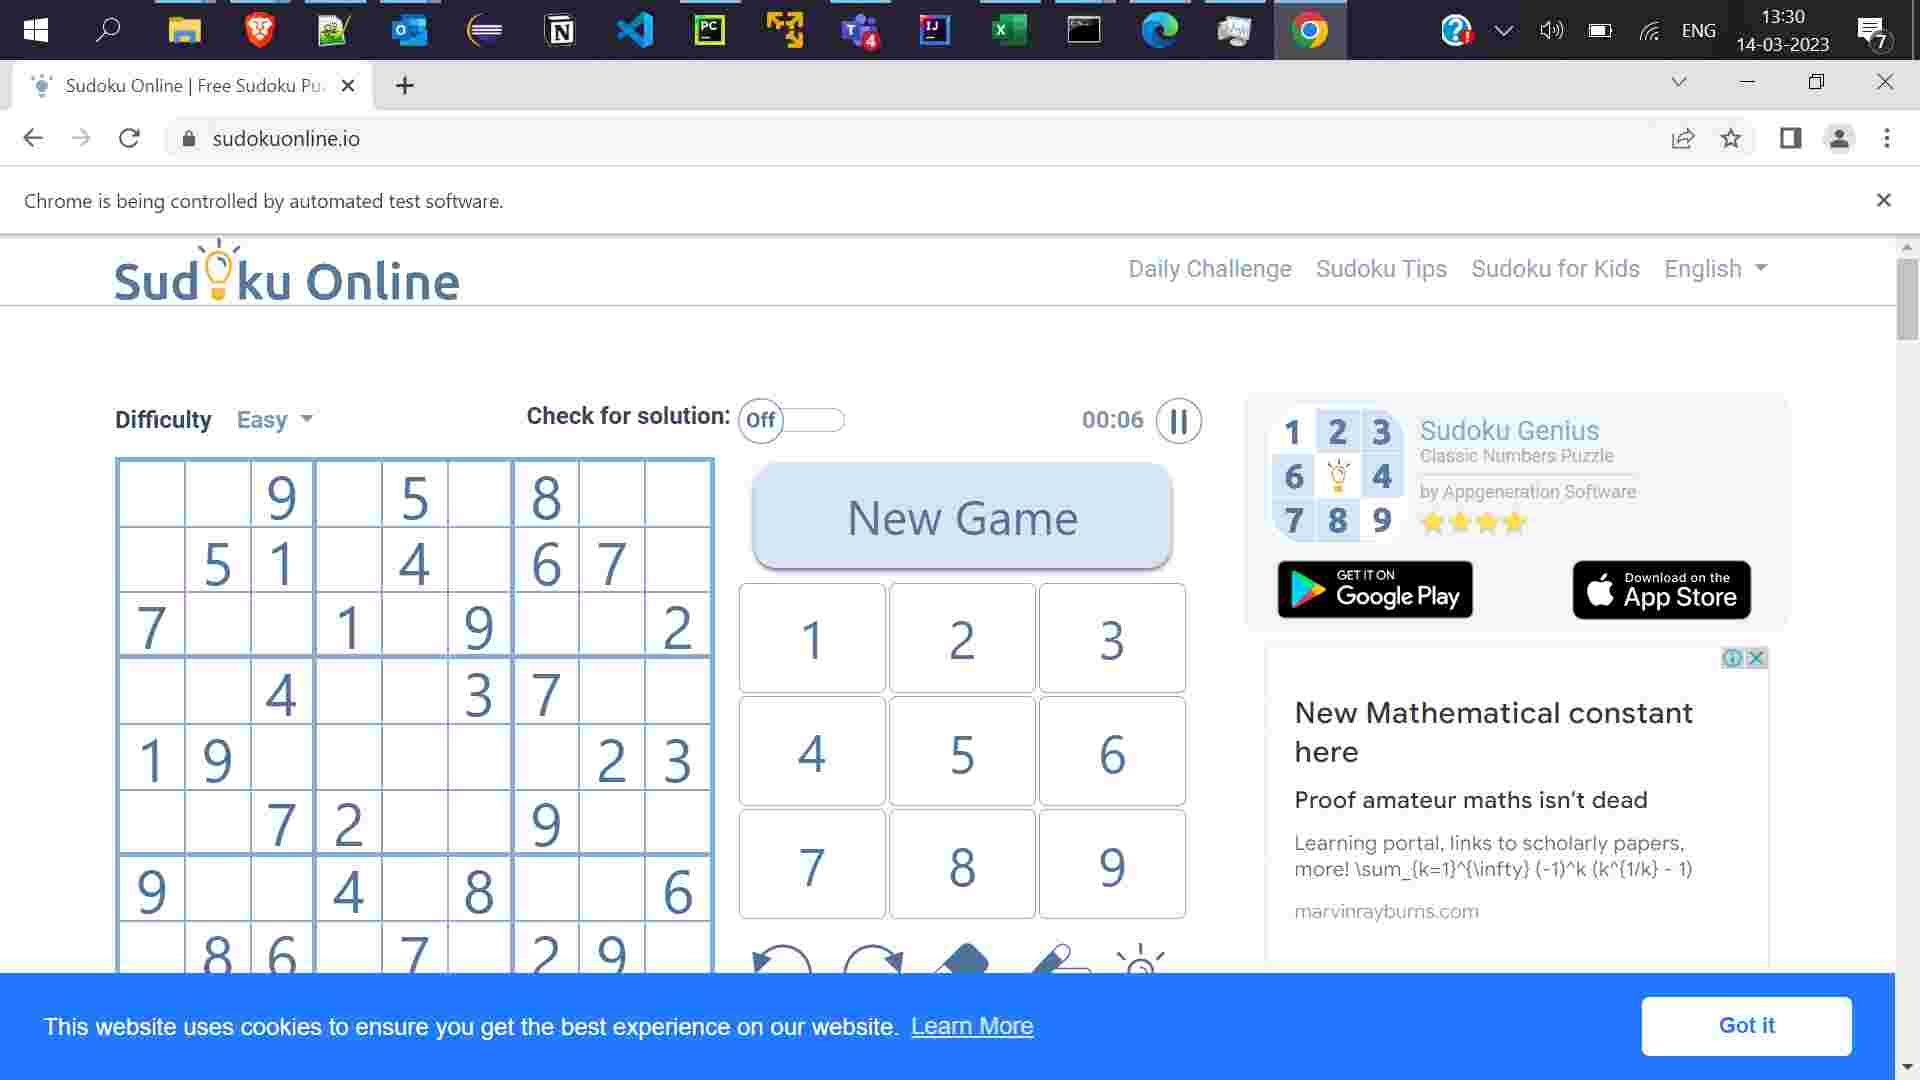 ENG
13:30
14-03-2023
4
7
Sudoku Online | Free Sudoku Pu
sudokuonline.io
Chrome is being controlled by automated test software.
Sudoku Online
Daily Challenge Sudoku Tips Sudoku for Kids English
Difficulty Easy
Check for solution: Off
00:06
9 5 8
5 1 4 6 7
7 1 9 2
4 3 7
1 9 2 3
7 2 9
9 4 8 6
8 6 7 2 9
New Game
1 2 3
4 5 6
7 8 9
1 2 3
6 4
7 8 9
Sudoku Genius
Classic Numbers Puzzle
by Appgeneration Software
GET IT ON
Google Play
Download on the
App Store
New Mathematical constant
here
Proof amateur maths isn't dead
Learning portal, links to scholarly papers,
more! \sum_{k=1}^{\infty} (-1)^k (k^{1/k} - 1)
marvinrayburns.com
This website uses cookies to ensure you get the best experience on our website. Learn More
Got it